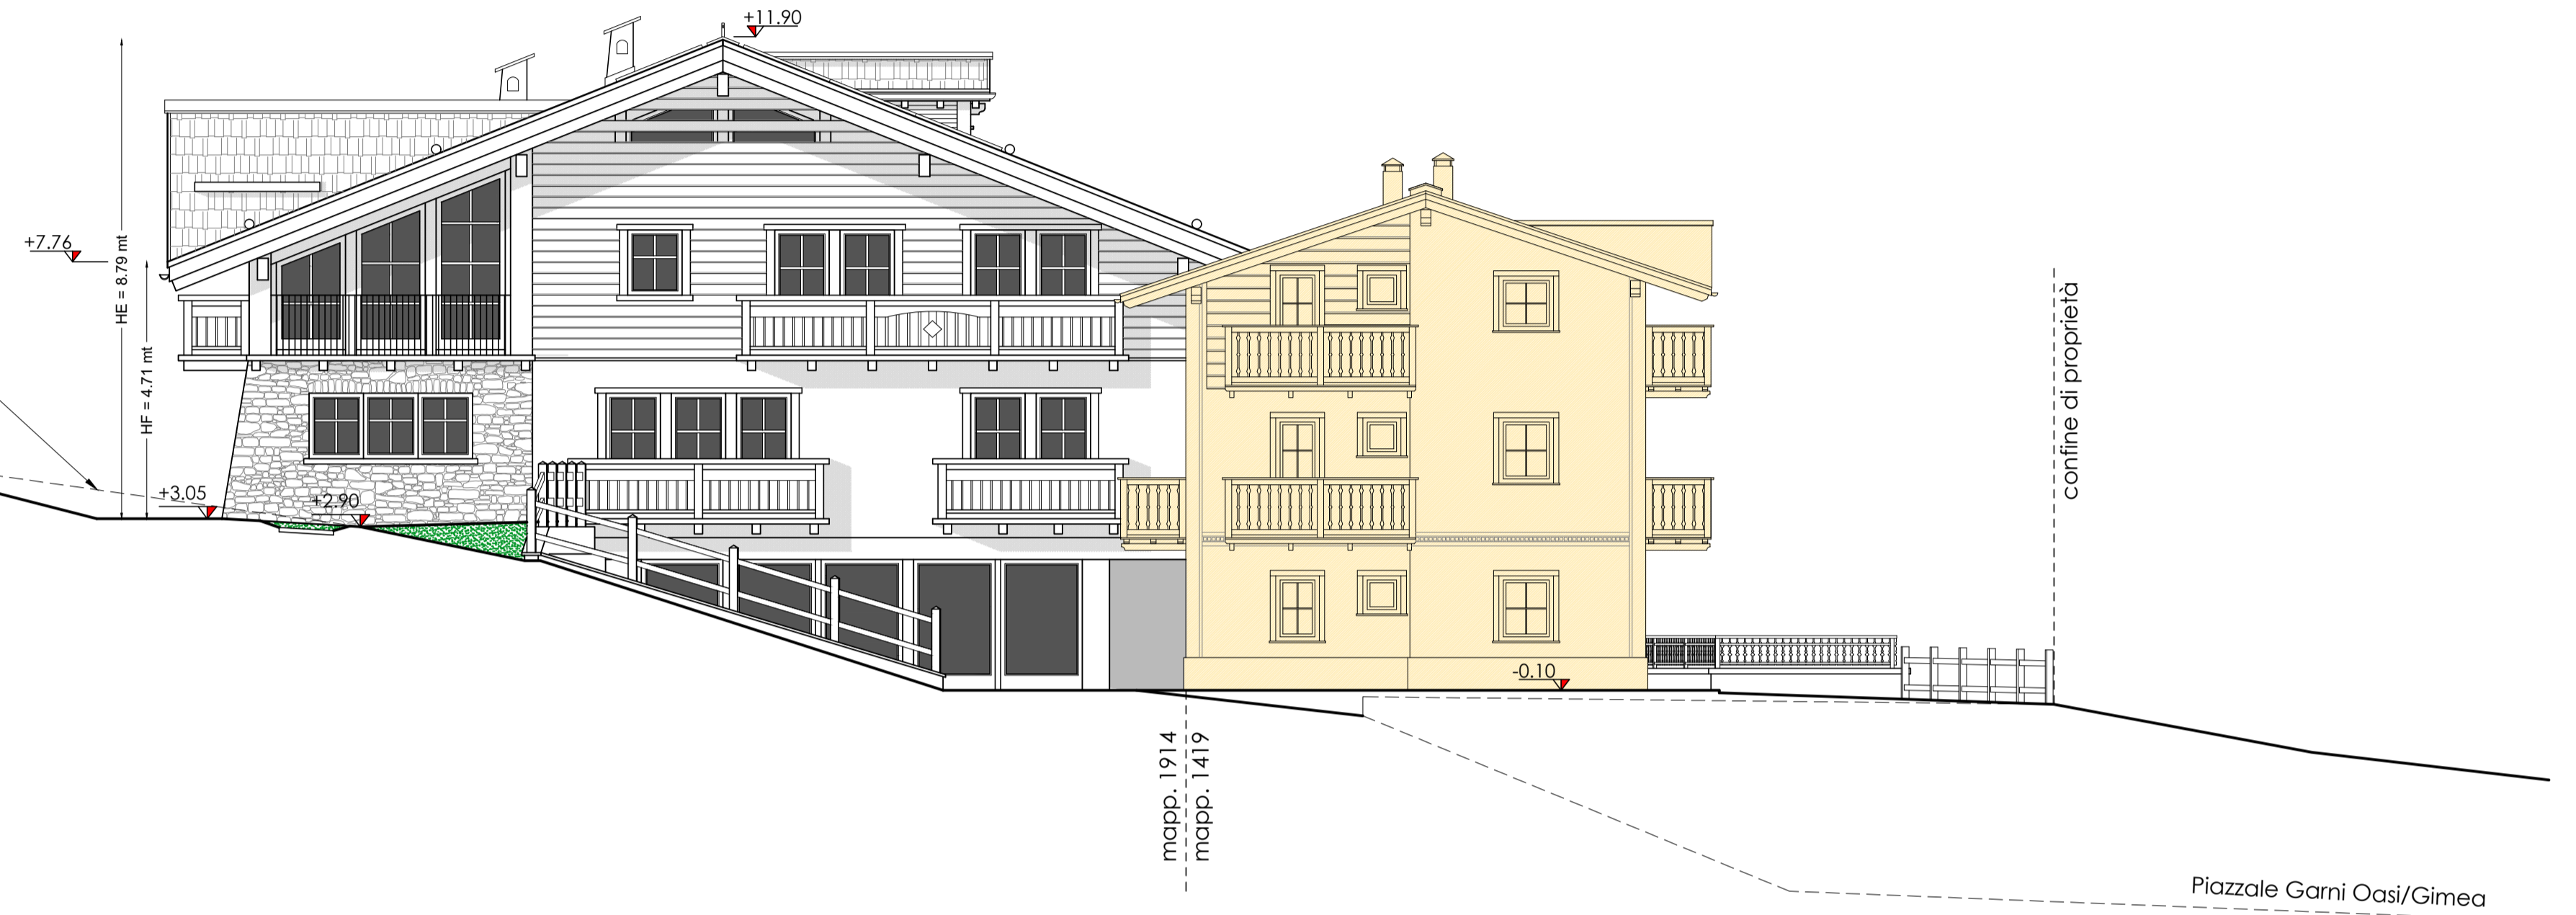 +11.90
+7.76
HE = 8.79 mt
HF = 4.71 mt
+3.05
+2.90
-0.10
confine di proprietà
mapp. 1914
mapp. 1419
Piazzale Garni Oasi/Gimea